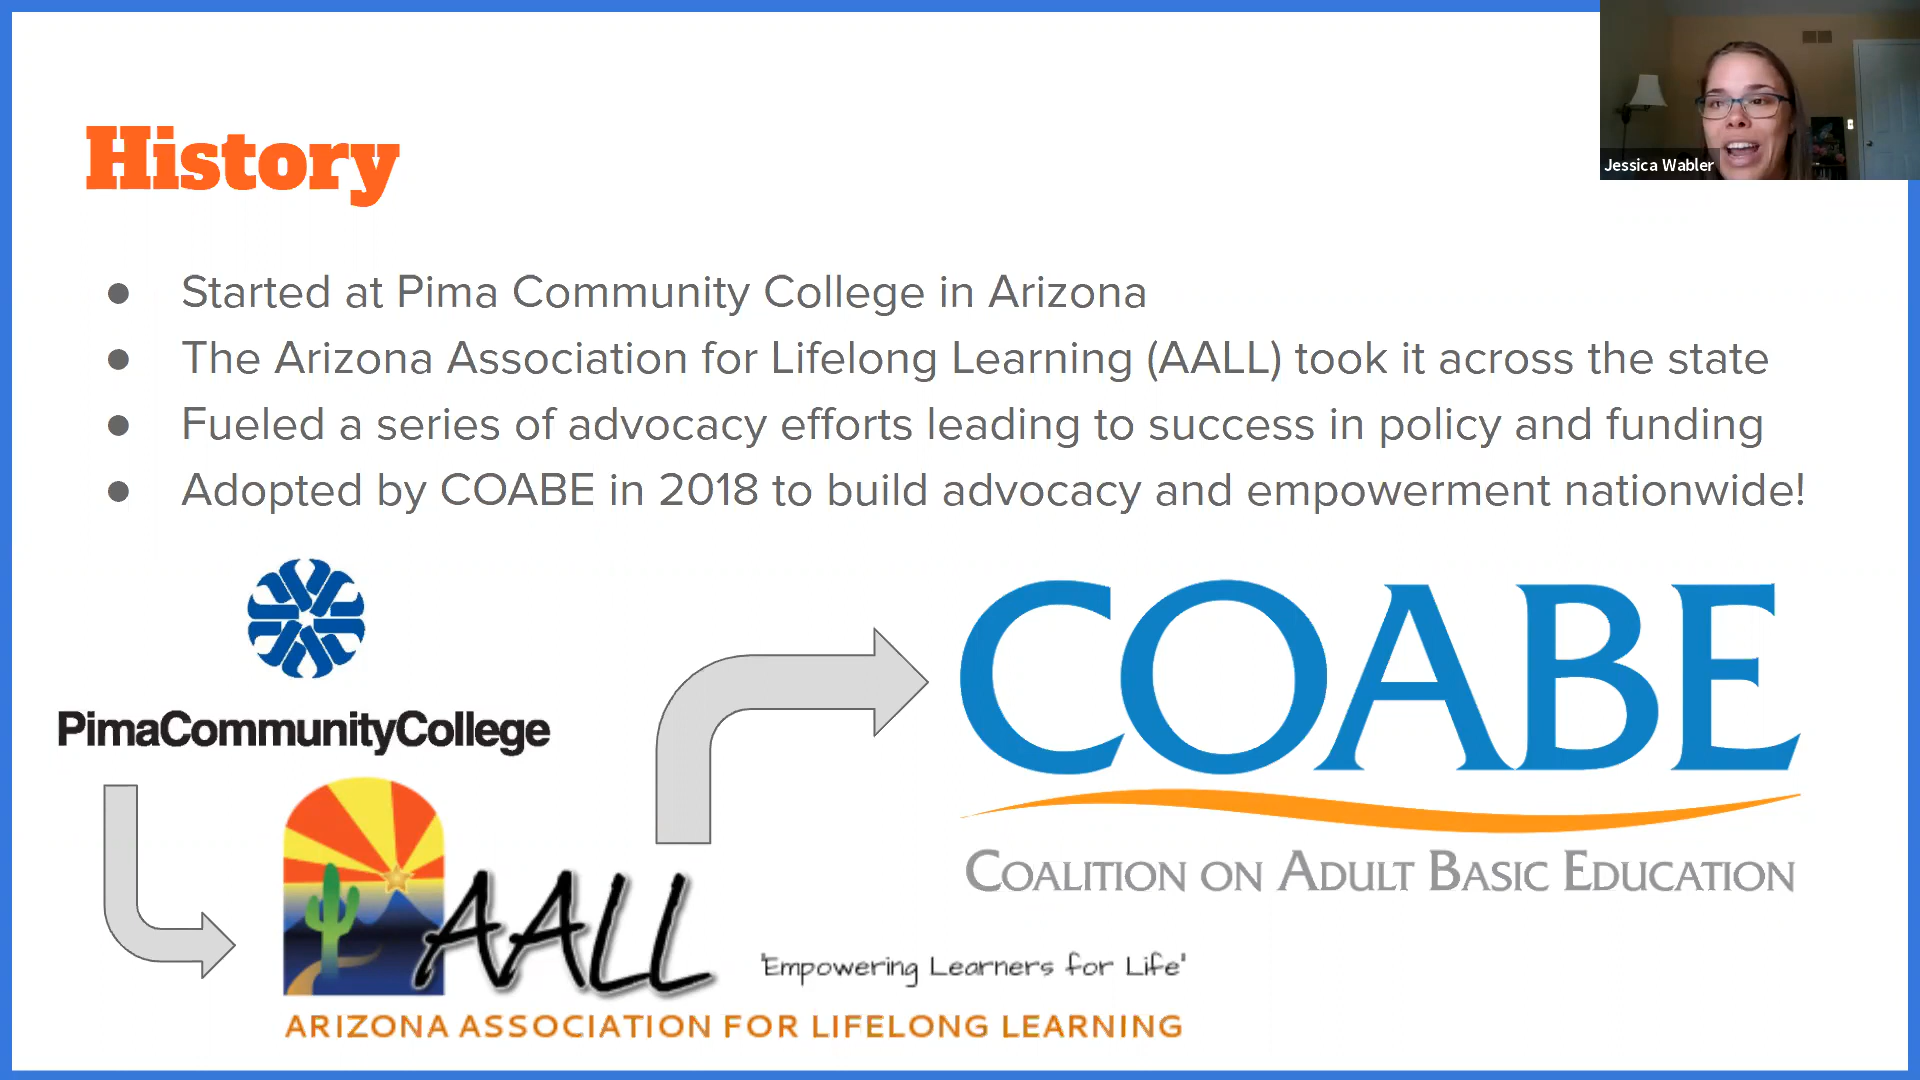 Jessica Wabler
History
Started at Pima Community College in Arizona
The Arizona Association for Lifelong Learning (AALL) took it across the state
Fueled a series of advocacy efforts leading to success in policy and funding
Adopted by COABE in 2018 to build advocacy and empowerment nationwide!
PimaCommunityCollege
COABE
COALITION ON ADULT BASIC EDUCATION
AALL
'Empowering Learners for Life'
ARIZONA ASSOCIATION FOR LIFELONG LEARNING